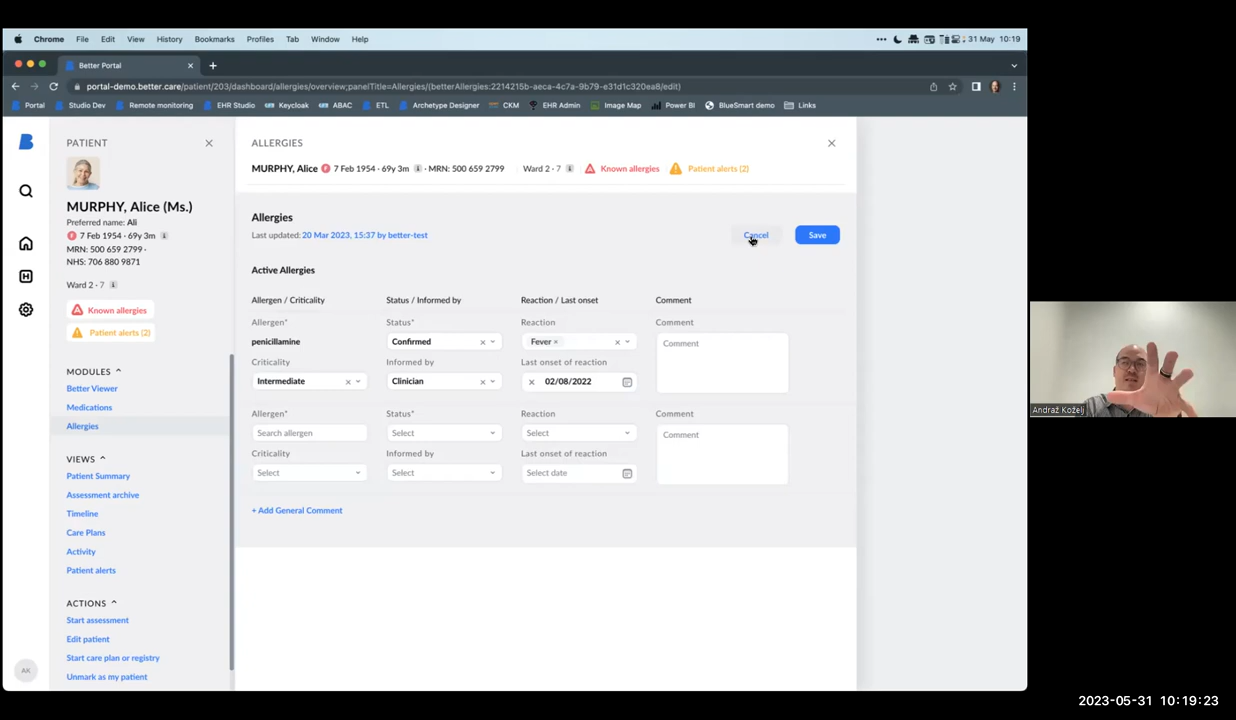 Chrome File Edit View History Bookmarks Profiles Tab Window Help
31 May 10:19
Better Portal
portal-demo.better.care/patient/203/dashboard/allergies/overview;panelTitle=Allergies/(betterAllergies:2214215b-aeca-4c7a-9b79-e31d1c320ea8/edit)
Portal Studio Dev Remote monitoring EHR Studio Keycloak ABAC ETL Archetype Designer CKM EHR Admin Image Map Power BI BlueSmart demo Links
PATIENT
MURPHY, Alice (Ms.)
Preferred name: Ali
7 Feb 1954 · 69y 3m
MRN: 500 659 2799 ·
NHS: 706 880 9871
Ward 2 · 7
Known allergies
Patient alerts (2)
MODULES
Better Viewer
Medications
Allergies
VIEWS
Patient Summary
Assessment archive
Timeline
Care Plans
Activity
Patient alerts
ACTIONS
Start assessment
Edit patient
Start care plan or registry
Unmark as my patient
AK
ALLERGIES
MURPHY, Alice F 7 Feb 1954 · 69y 3m · MRN: 500 659 2799 Ward 2 · 7 Known allergies Patient alerts (2)
Allergies
Last updated: 20 Mar 2023, 15:37 by better-test
Cancel Save
Active Allergies
Allergen / Criticality Status / Informed by Reaction / Last onset Comment
Allergen* Status* Reaction Comment
penicillamine Confirmed Fever × Comment
Criticality Informed by Last onset of reaction
Intermediate Clinician 02/08/2022
Allergen* Status* Reaction Comment
Search allergen Select Select Comment
Criticality Informed by Last onset of reaction
Select Select Select date
+ Add General Comment
Andraž Koželj
2023-05-31 10:19:23